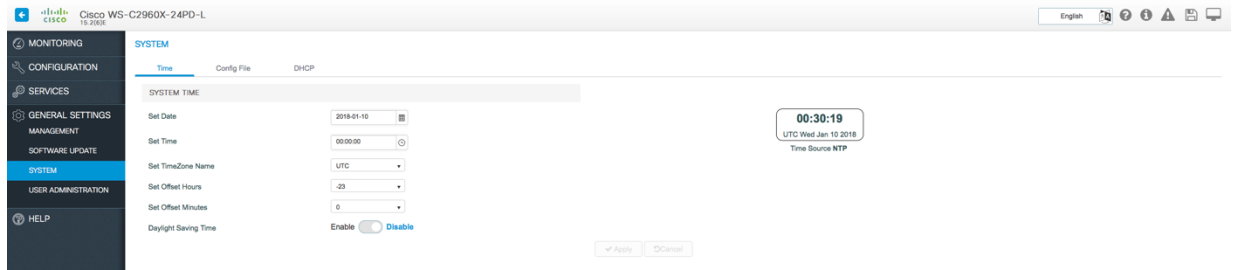 CISCO
Cisco WS-C2960X-24PD-L
15.2(6)E
English
MONITORING
CONFIGURATION
SERVICES
GENERAL SETTINGS
MANAGEMENT
SOFTWARE UPDATE
SYSTEM
USER ADMINISTRATION
HELP
SYSTEM
Time Config File DHCP
SYSTEM TIME
Set Date 2018-01-10
Set Time 00:00:00
Set TimeZone Name UTC
Set Offset Hours -23
Set Offset Minutes 0
Daylight Saving Time Enable Disable
Apply Cancel
00:30:19
UTC Wed Jan 10 2018
Time Source NTP